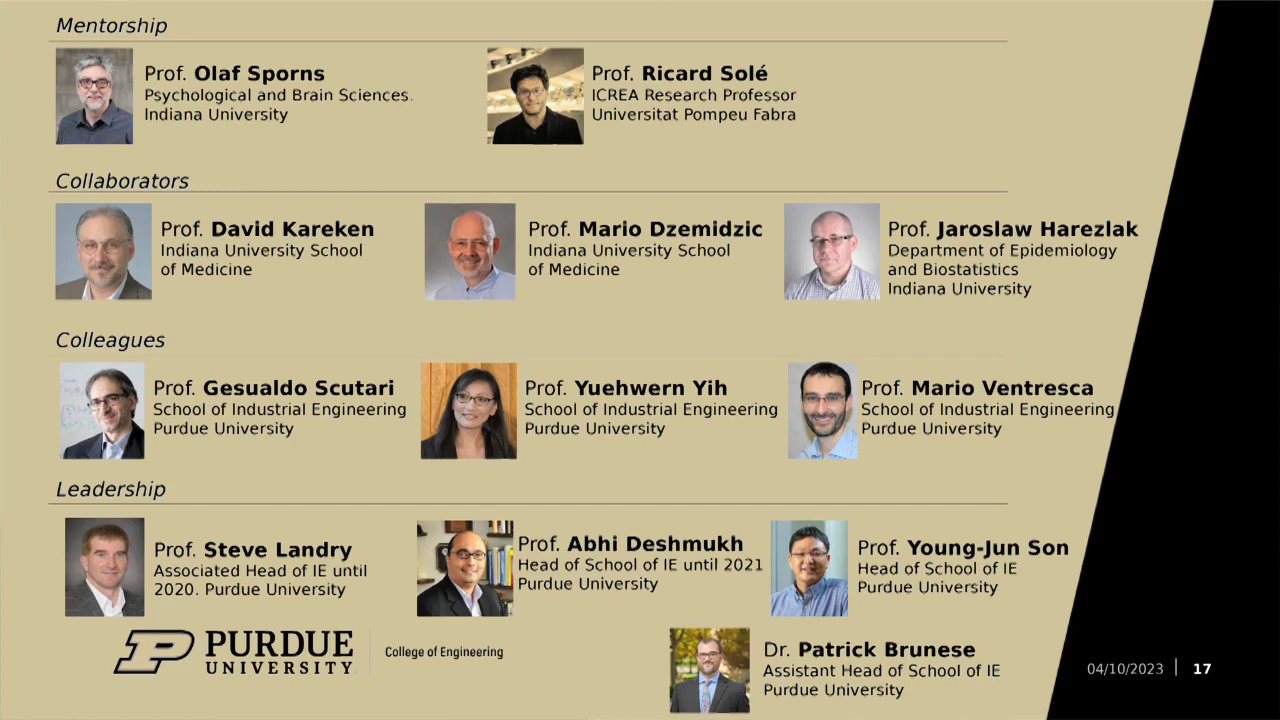 Mentorship
Prof. Olaf Sporns
Psychological and Brain Sciences.
Indiana University
Prof. Ricard Solé
ICREA Research Professor
Universitat Pompeu Fabra
Collaborators
Prof. David Kareken
Indiana University School
of Medicine
Prof. Mario Dzemidzic
Indiana University School
of Medicine
Prof. Jaroslaw Harezlak
Department of Epidemiology
and Biostatistics
Indiana University
Colleagues
Prof. Gesualdo Scutari
School of Industrial Engineering
Purdue University
Prof. Yuehwern Yih
School of Industrial Engineering
Purdue University
Prof. Mario Ventresca
School of Industrial Engineering
Purdue University
Leadership
Prof. Steve Landry
Associated Head of IE until
2020. Purdue University
Prof. Abhi Deshmukh
Head of School of IE until 2021
Purdue University
Prof. Young-Jun Son
Head of School of IE
Purdue University
P PURDUE
UNIVERSITY
College of Engineering
Dr. Patrick Brunese
Assistant Head of School of IE
Purdue University
04/10/2023 | 17